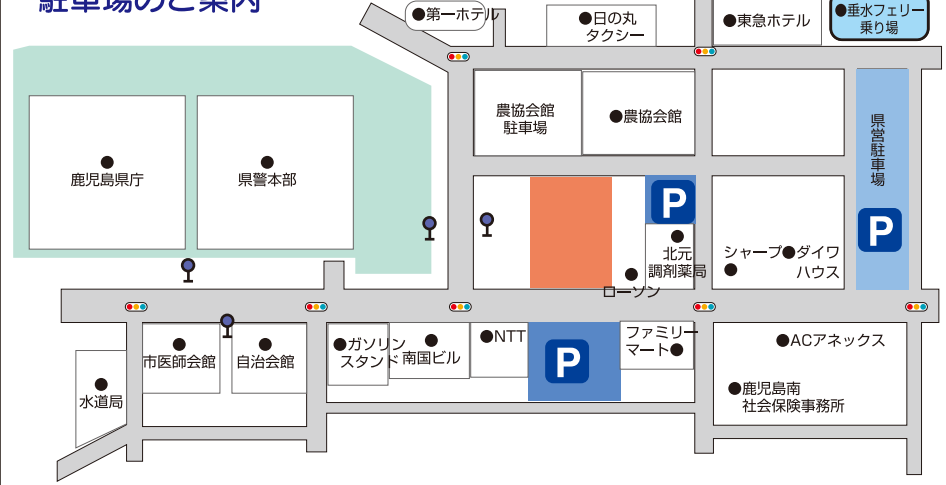 駐車場のご案内
●第一ホテル
●日の丸
タクシー
●東急ホテル
●垂水フェリー
乗り場
農協会館
駐車場
●農協会館
県営駐車場
P
鹿児島県庁
県警本部
P
北元
調剤薬局
ローソン
シャープ
●ダイワ
ハウス
市医師会館
自治会館
●ガソリン
スタンド
南国ビル
●NTT
P
ファミリー
マート●
●ACアネックス
水道局
●鹿児島南
社会保険事務所